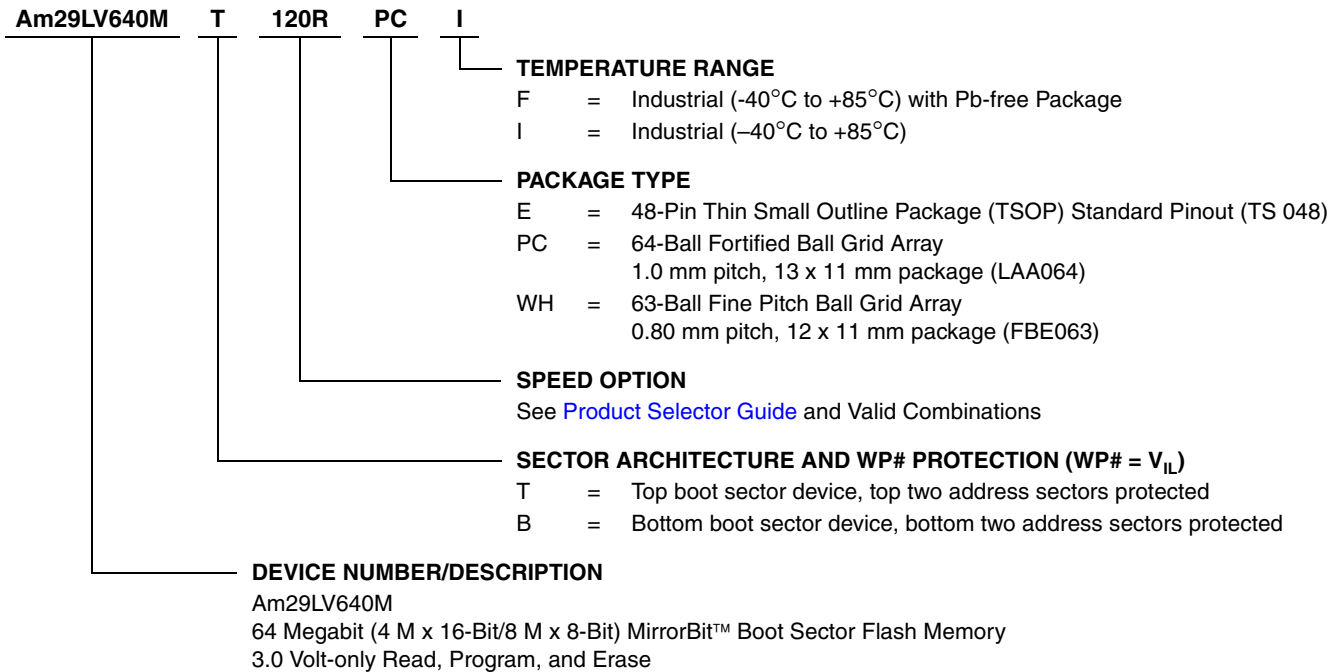 Am29LV640M T 120R PC I
TEMPERATURE RANGE
F = Industrial (-40°C to +85°C) with Pb-free Package
I = Industrial (–40°C to +85°C)
PACKAGE TYPE
E = 48-Pin Thin Small Outline Package (TSOP) Standard Pinout (TS 048)
PC = 64-Ball Fortified Ball Grid Array
1.0 mm pitch, 13 x 11 mm package (LAA064)
WH = 63-Ball Fine Pitch Ball Grid Array
0.80 mm pitch, 12 x 11 mm package (FBE063)
SPEED OPTION
See Product Selector Guide and Valid Combinations
SECTOR ARCHITECTURE AND WP# PROTECTION (WP# = VIL)
T = Top boot sector device, top two address sectors protected
B = Bottom boot sector device, bottom two address sectors protected
DEVICE NUMBER/DESCRIPTION
Am29LV640M
64 Megabit (4 M x 16-Bit/8 M x 8-Bit) MirrorBit™ Boot Sector Flash Memory
3.0 Volt-only Read, Program, and Erase